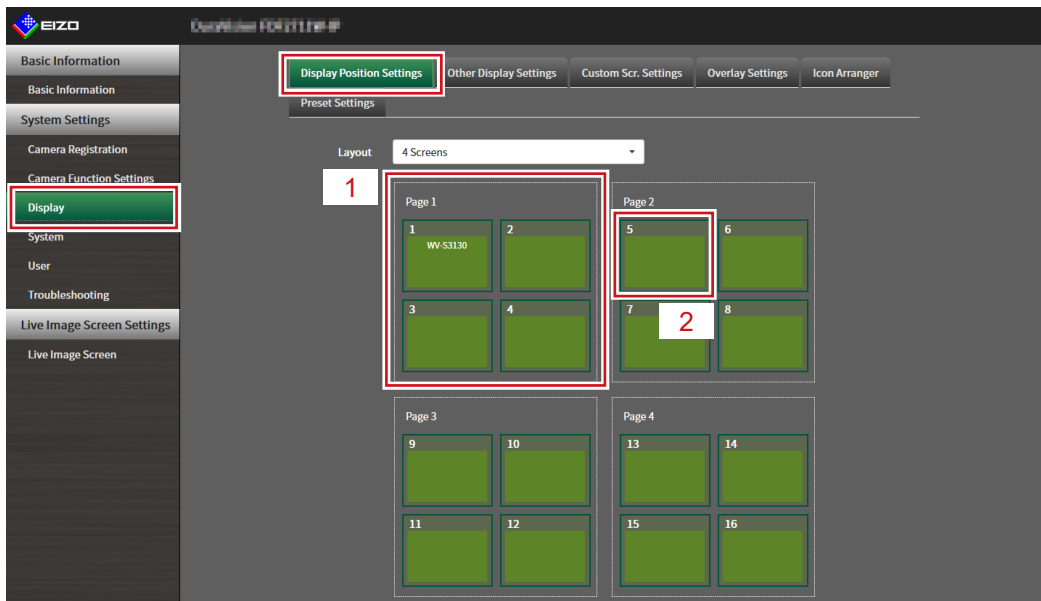 EIZO
Basic Information
Basic Information
System Settings
Camera Registration
Camera Function Settings
Display
System
User
Troubleshooting
Live Image Screen Settings
Live Image Screen
Display Position Settings
Other Display Settings
Custom Scr. Settings
Overlay Settings
Icon Arranger
Preset Settings
Layout
4 Screens
1
Page 1
1
WV-S3130
2
3
4
Page 2
5
6
7
2
8
Page 3
9
10
11
12
Page 4
13
14
15
16